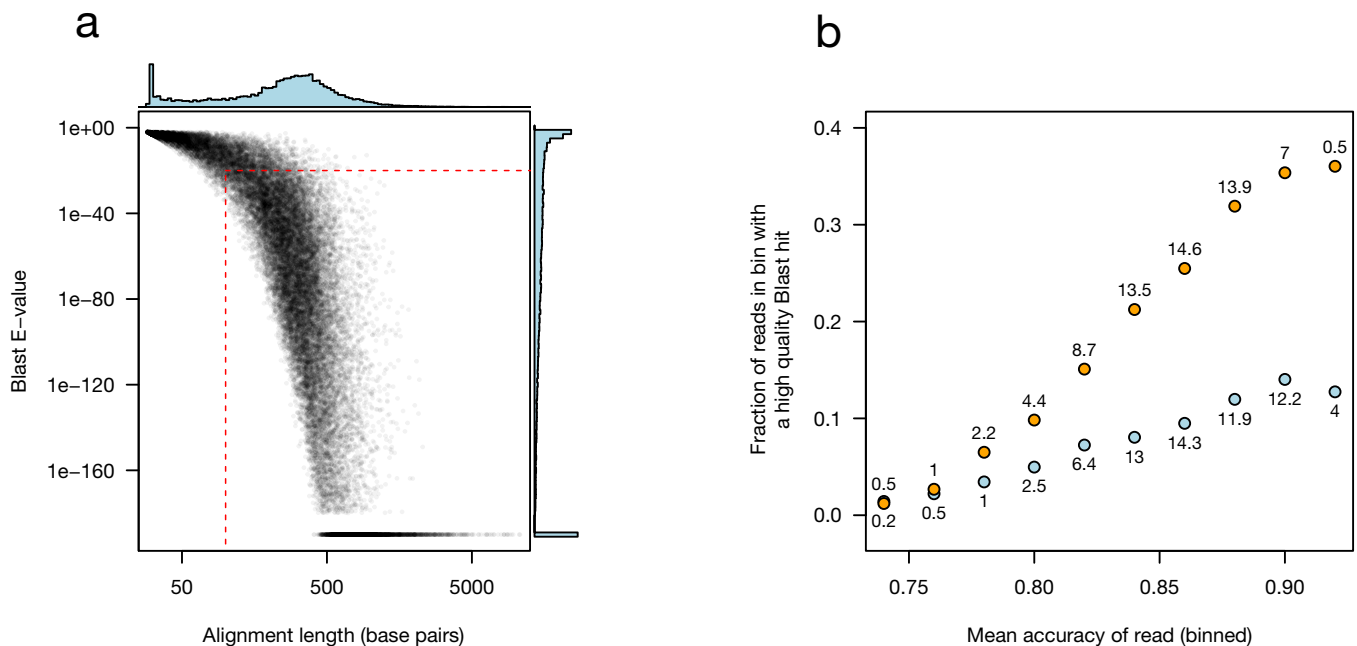 a
1e+00
1e−40
1e−80
1e−120
1e−160
Blast E−value
50 500 5000
Alignment length (base pairs)
b
0.4
0.3
0.2
0.1
0.0
Fraction of reads in bin with
a high quality Blast hit
0.5
1
2.2
4.4
8.7
13.5
14.6
13.9
7
0.5
0.2
0.5
1
2.5
6.4
13
14.3
11.9
12.2
4
0.75 0.80 0.85 0.90
Mean accuracy of read (binned)